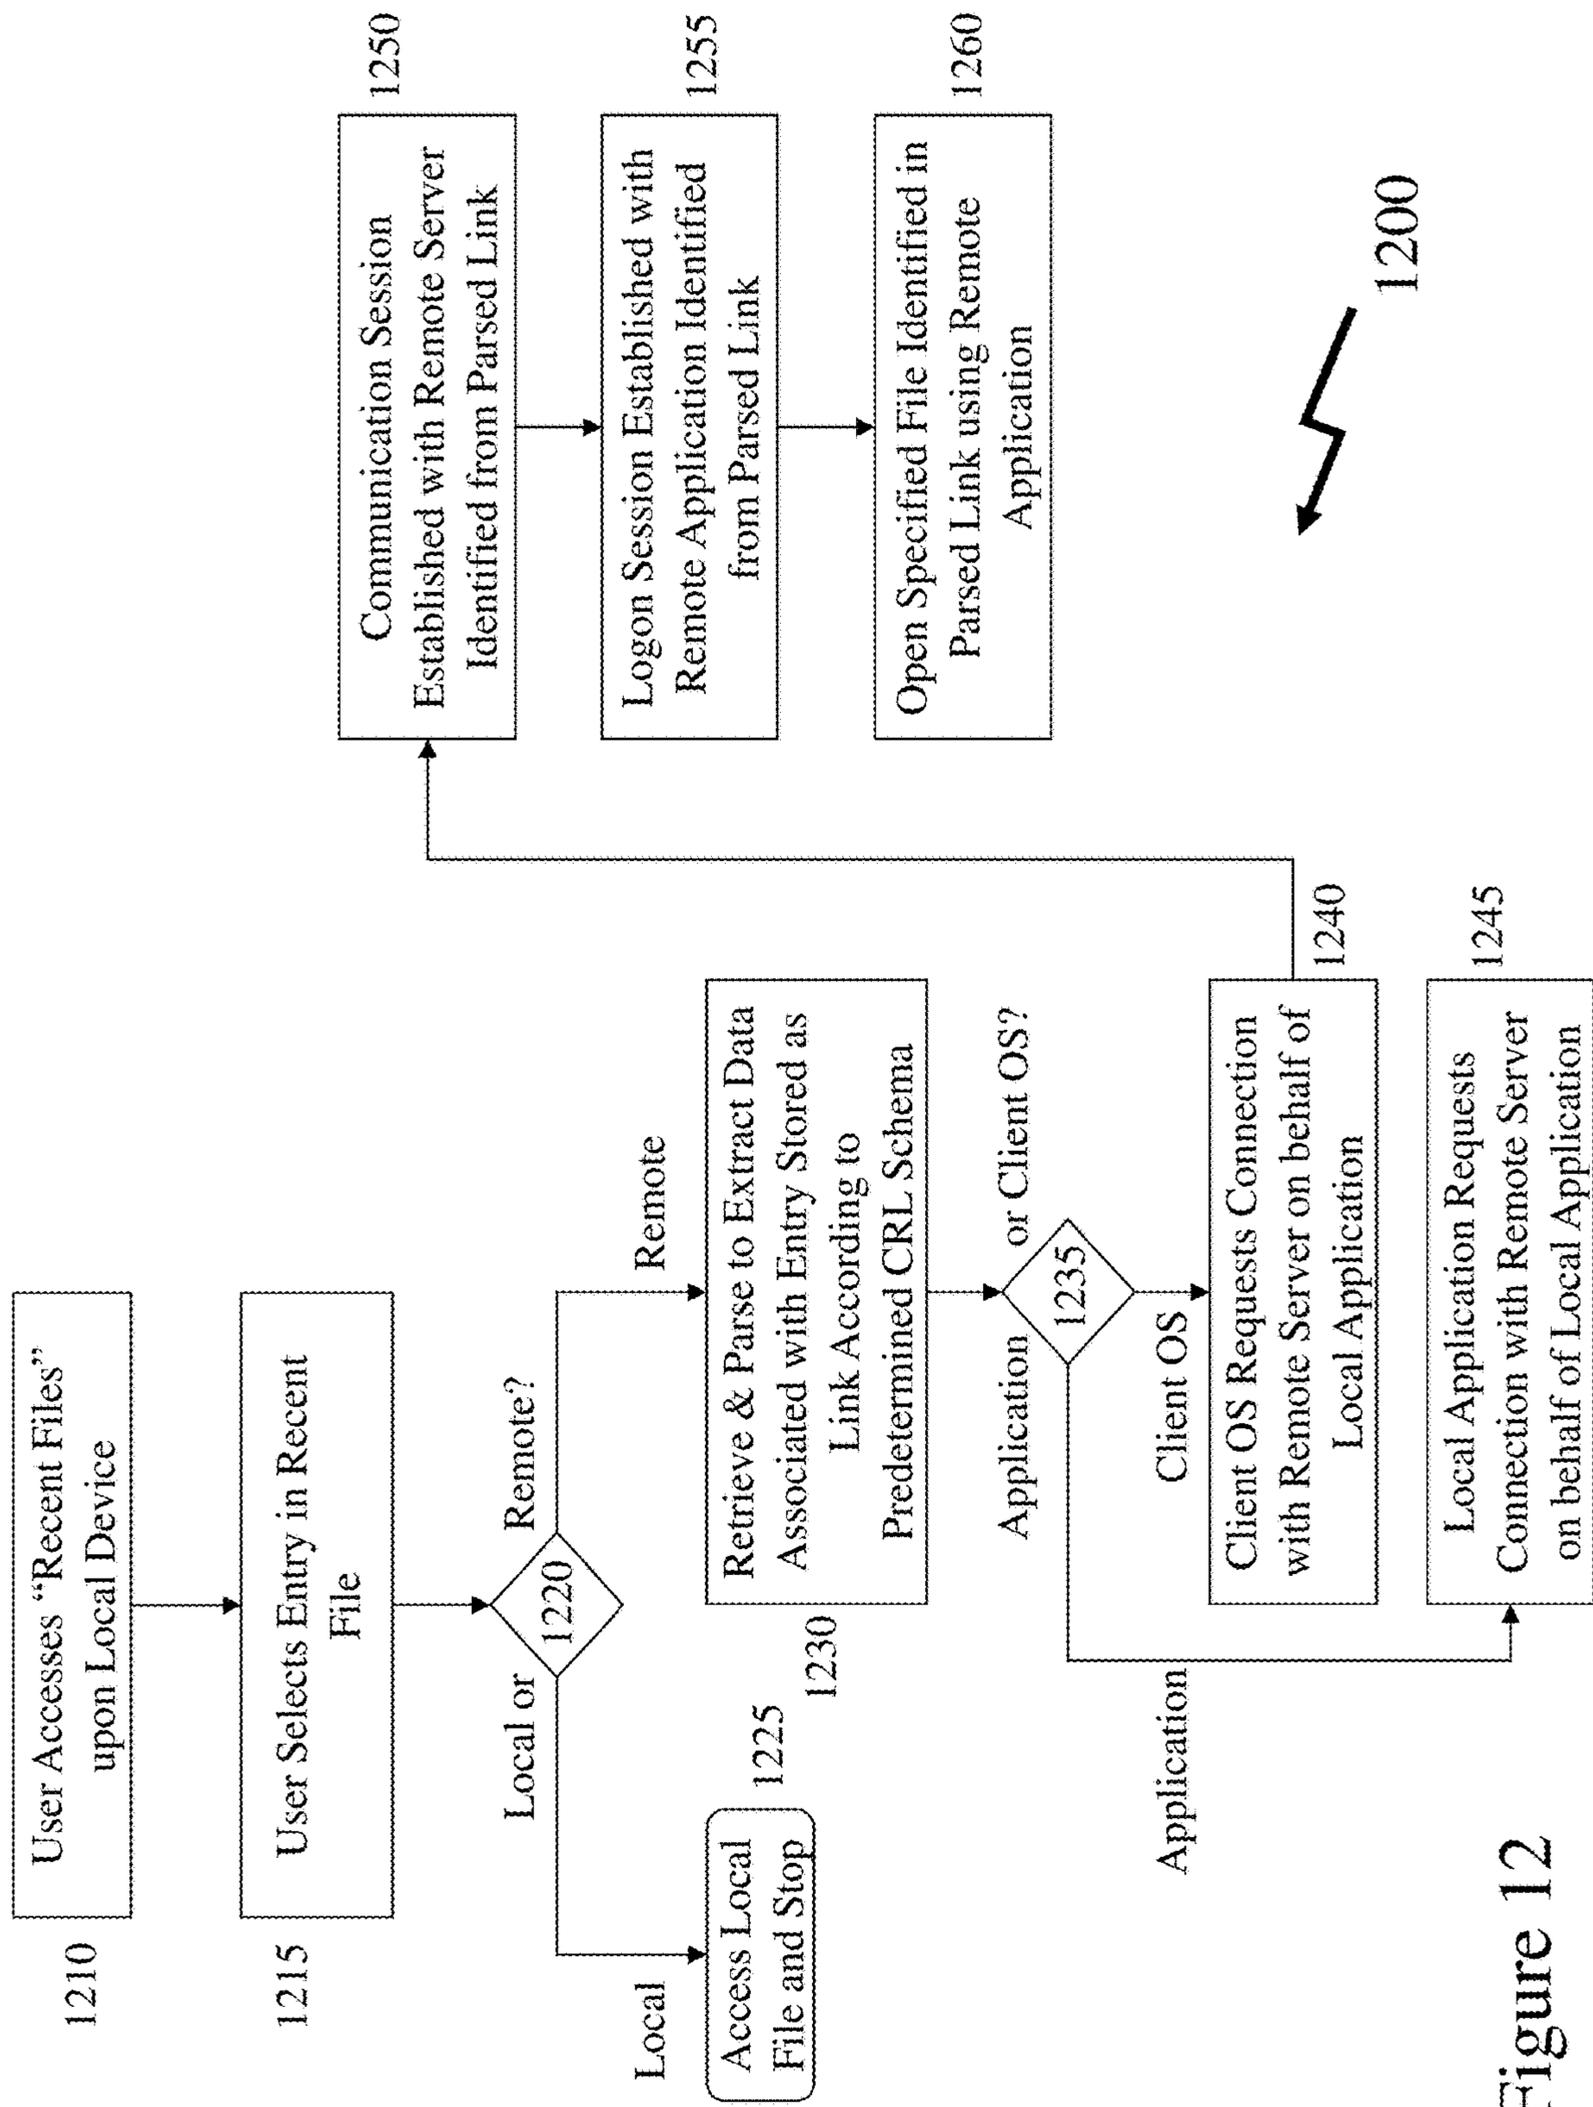 User Accesses “Recent Files”
upon Local Device
1210
User Selects Entry in Recent
File
1215
Local or
Remote?
1220
Local
Remote
Access Local
File and Stop
1225
Retrieve & Parse to Extract Data
Associated with Entry Stored as
Link According to
Predetermined CRL Schema
1230
Application
or Client OS?
1235
Client OS
Application
Client OS Requests Connection
with Remote Server on behalf of
Local Application
1240
Local Application Requests
Connection with Remote Server
on behalf of Local Application
1245
Communication Session
Established with Remote Server
Identified from Parsed Link
1250
Logon Session Established with
Remote Application Identified
from Parsed Link
1255
Open Specified File Identified in
Parsed Link using Remote
Application
1260
1200
Figure 12